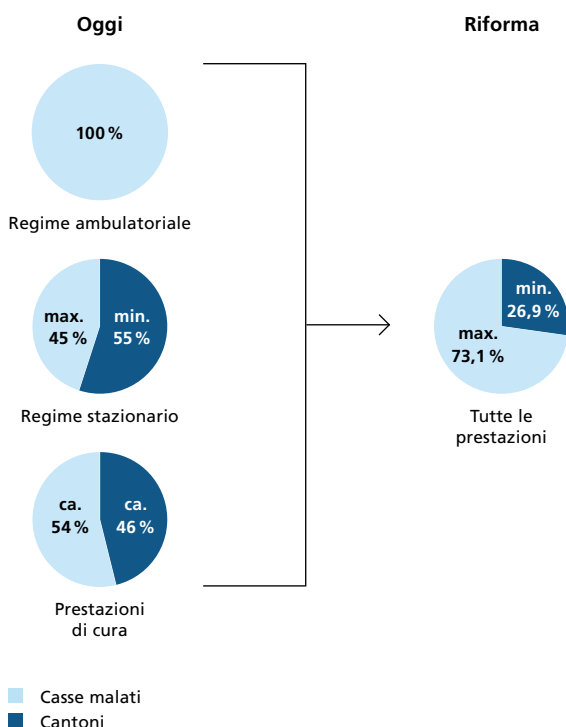 Oggi
Riforma
100 %
Regime ambulatoriale
max.
45 %
min.
55 %
Regime stazionario
ca.
54 %
ca.
46 %
Prestazioni
di cura
min.
26,9 %
max.
73,1 %
Tutte le
prestazioni
Casse malati
Cantoni